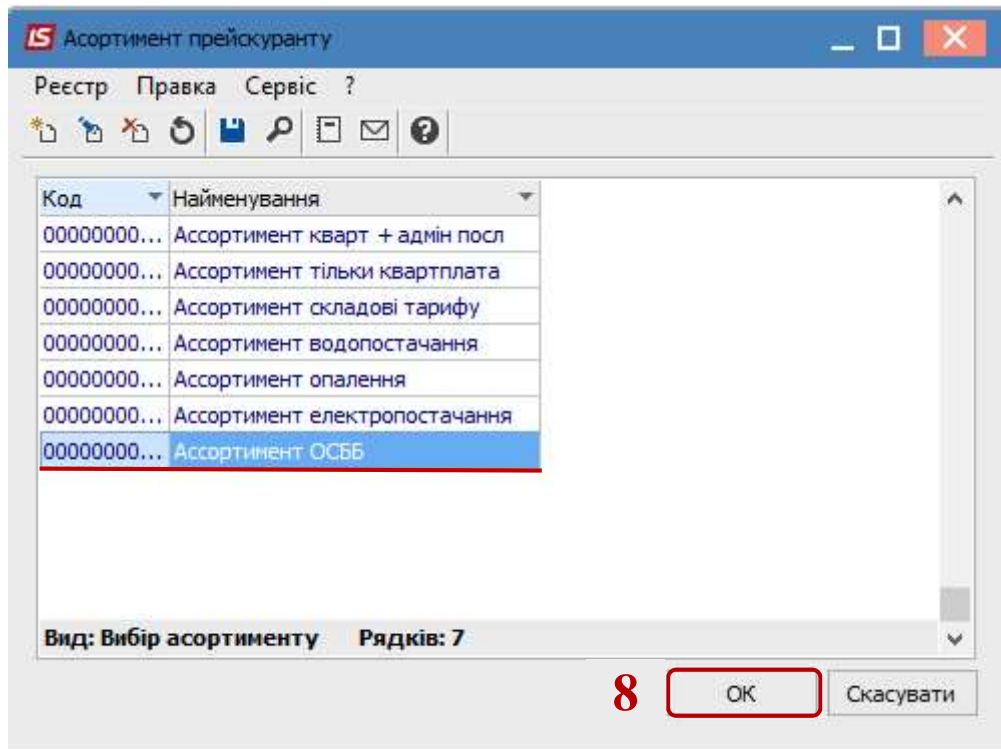 IS Асортимент прейскуранту
Реєстр Правка Сервіс ?
Код Найменування
00000000... Ассортимент кварт + адмін посл
00000000... Ассортимент тільки квартплата
00000000... Ассортимент складові тарифу
00000000... Ассортимент водопостачання
00000000... Ассортимент опалення
00000000... Ассортимент електропостачання
00000000... Ассортимент ОСББ
Вид: Вибір асортименту Рядків: 7
8 ОК Скасувати